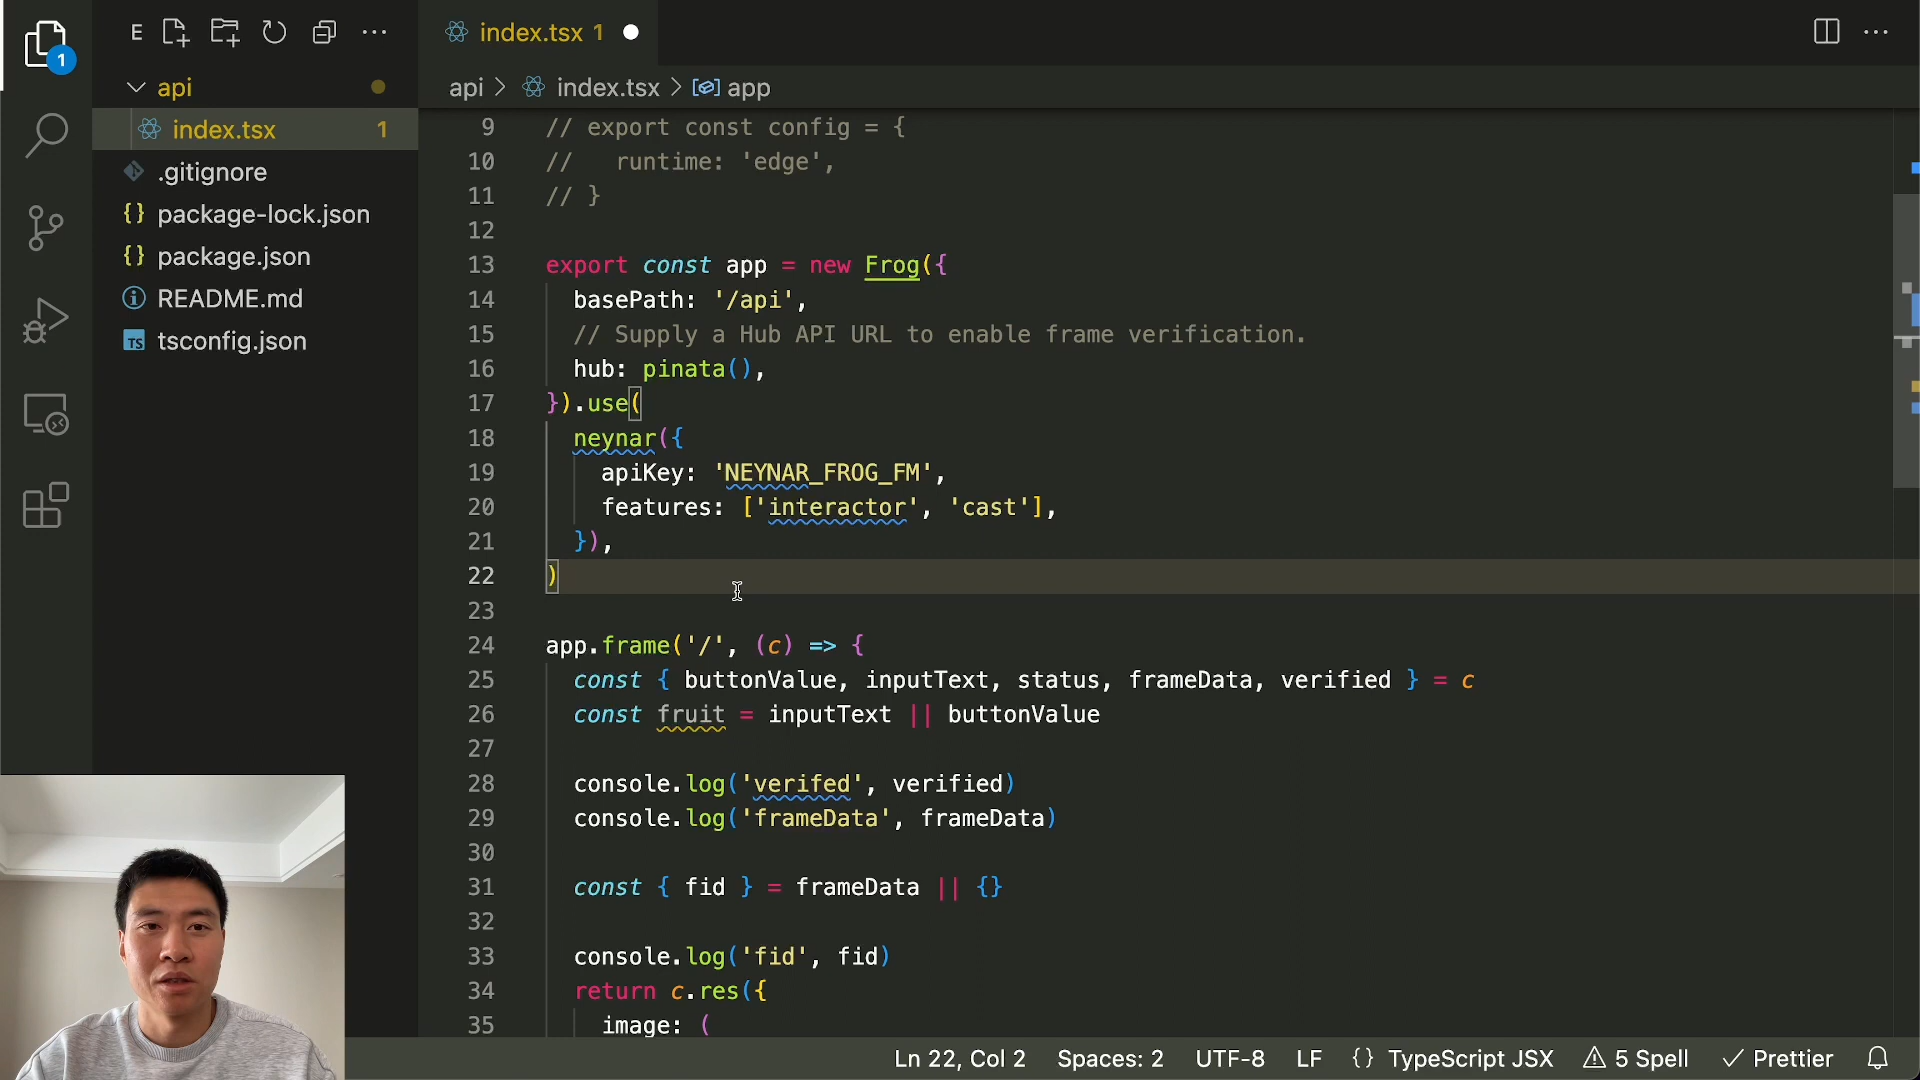 1
E
api
index.tsx 1
.gitignore
package-lock.json
package.json
README.md
TS tsconfig.json
index.tsx 1
api > index.tsx > app
9 // export const config = {
10 //   runtime: 'edge',
11 // }
12
13 export const app = new Frog({
14 basePath: '/api',
15 // Supply a Hub API URL to enable frame verification.
16 hub: pinata(),
17 }).use(
18 neynar({
19 apiKey: 'NEYNAR_FROG_FM',
20 features: ['interactor', 'cast'],
21 }),
22 )
23
24 app.frame('/', (c) => {
25 const { buttonValue, inputText, status, frameData, verified } = c
26 const fruit = inputText || buttonValue
27
28 console.log('verifed', verified)
29 console.log('frameData', frameData)
30
31 const { fid } = frameData || {}
32
33 console.log('fid', fid)
34 return c.res({
35 image: (
Ln 22, Col 2 Spaces: 2 UTF-8 LF {} TypeScript JSX 5 Spell Prettier